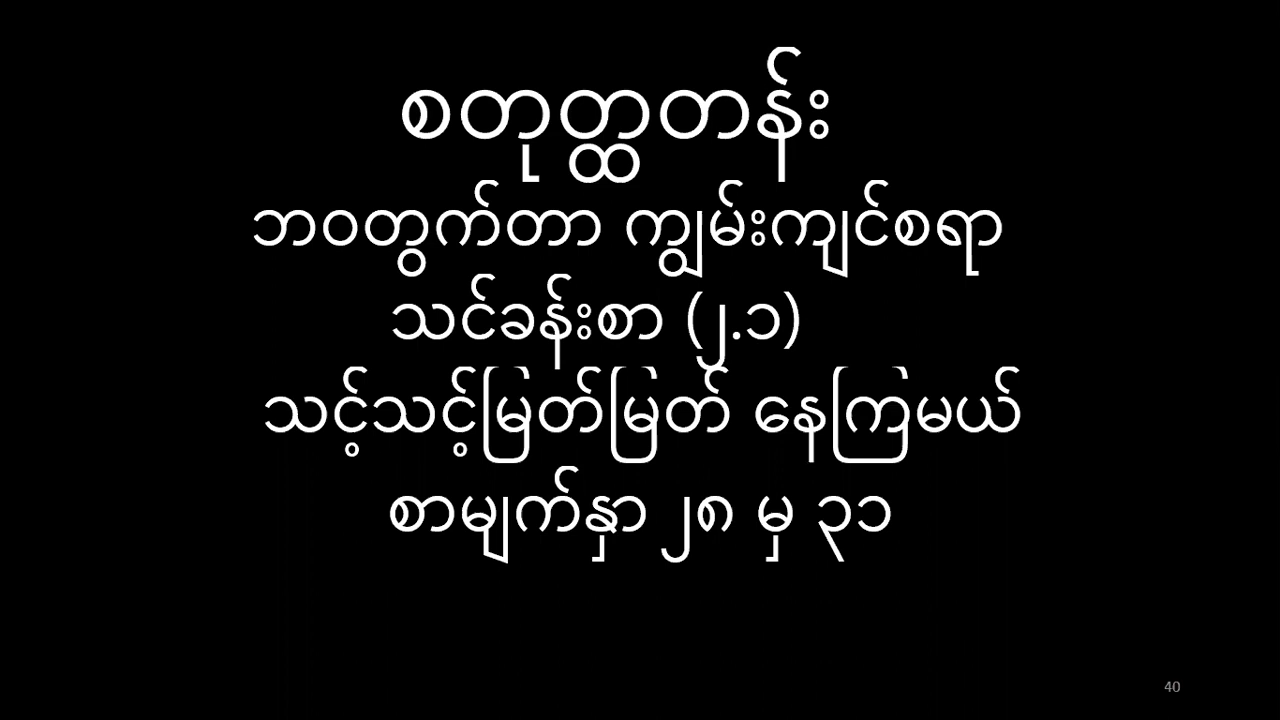 စတုတ္ထတန်း
ဘဝတွက်တာ ကျွမ်းကျင်စရာ
သင်ခန်းစာ (၂.၁)
သင့်သင့်မြတ်မြတ် နေကြမယ်
စာမျက်နှာ ၂၈ မှ ၃၁
40